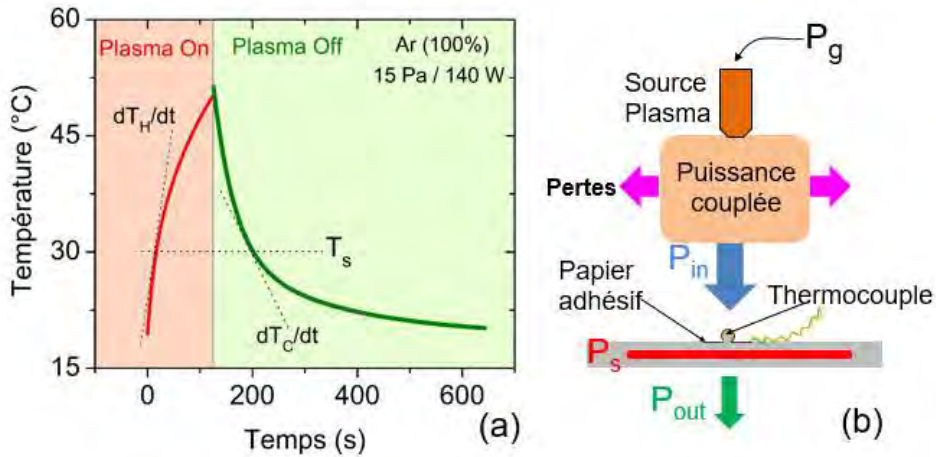 60
45
30
15
Température (°C)
Plasma On
Plasma Off
Ar (100%)
15 Pa / 140 W
dT_H/dt
T_s
dT_C/dt
0
200
400
600
Temps (s)
(a)
P_g
Source
Plasma
Pertes
Puissance
couplée
P_in
Papier
adhésif
Thermocouple
P_s
P_out
(b)